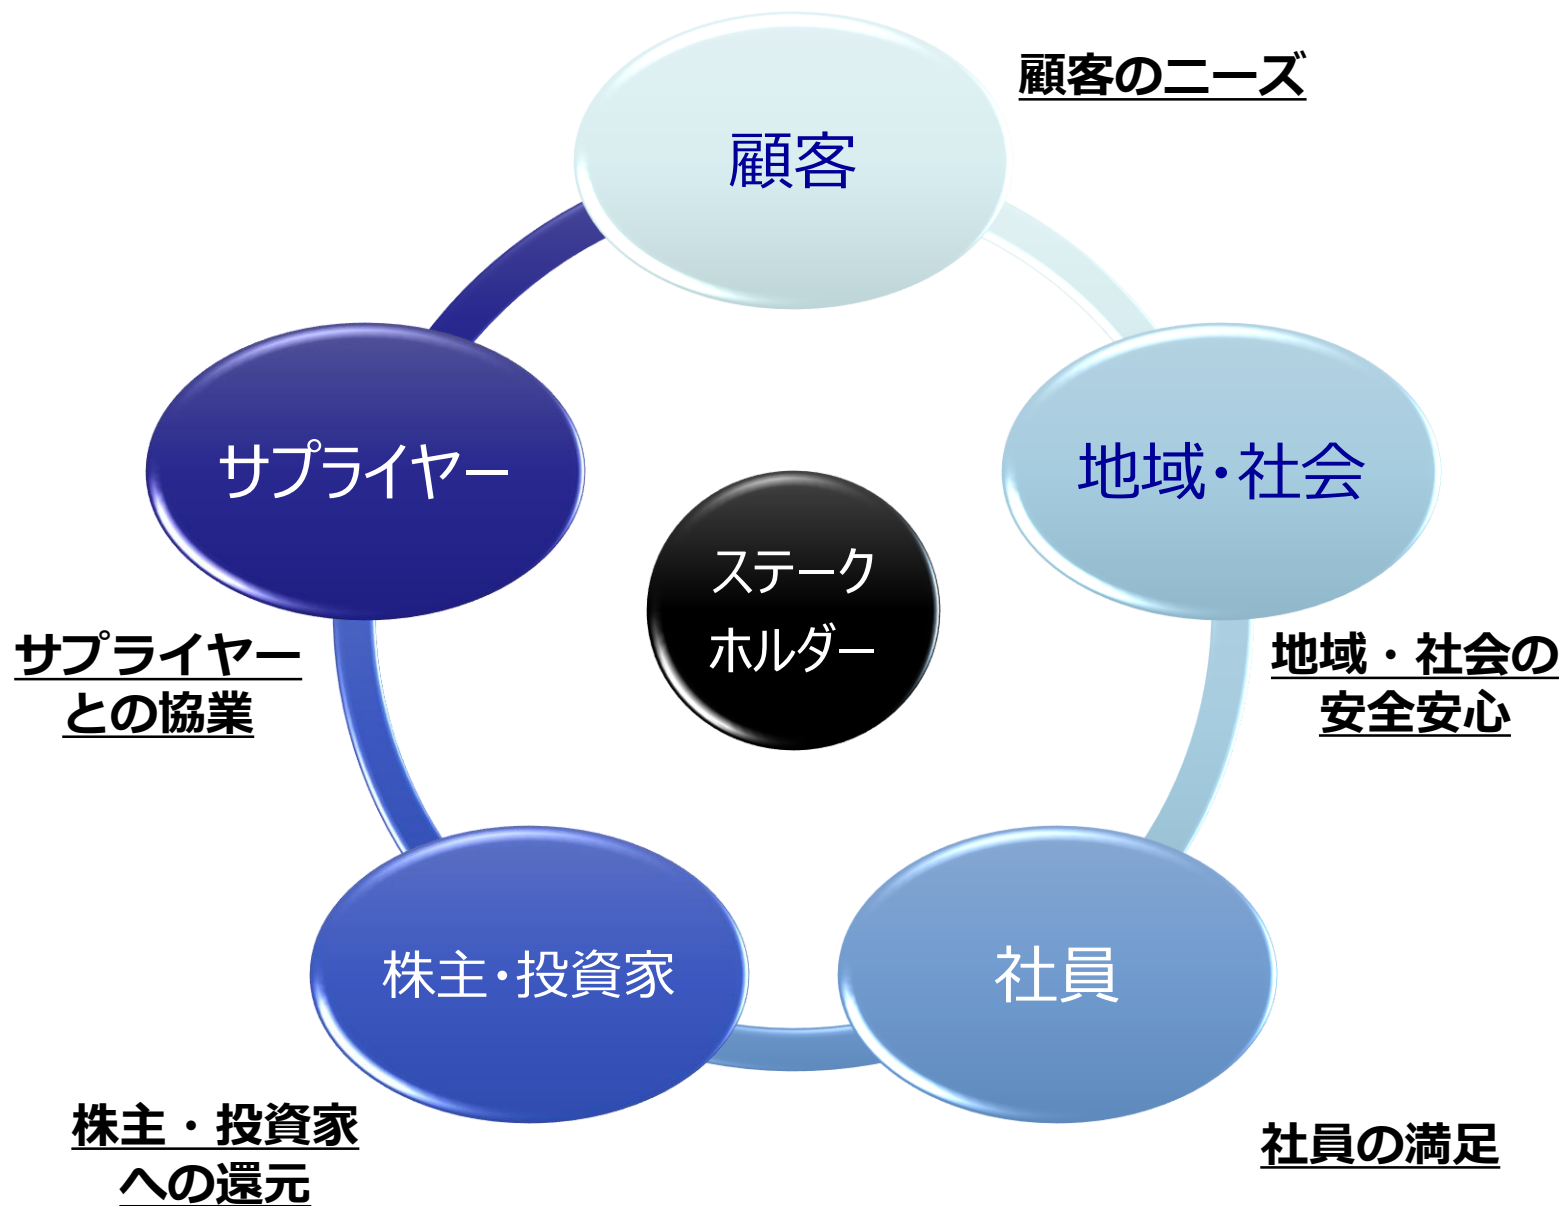 顧客のニーズ
顧客
サプライヤー
地域・社会
ステーク
ホルダー
サプライヤー
との協業
地域・社会の
安全安心
株主・投資家
社員
株主・投資家
への還元
社員の満足